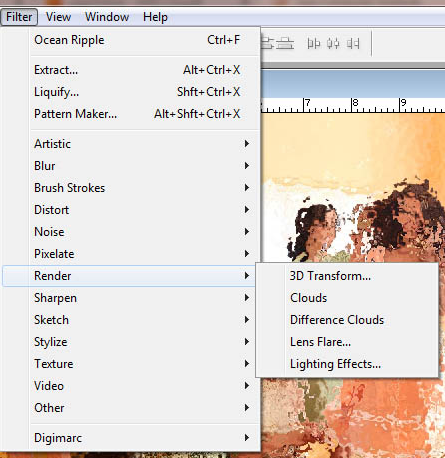 Filter View Window Help
Ocean Ripple Ctrl+F
Extract... Alt+Ctrl+X
Liquify... Shft+Ctrl+X
Pattern Maker... Alt+Shft+Ctrl+X
Artistic
Blur
Brush Strokes
Distort
Noise
Pixelate
Render
Sharpen
Sketch
Stylize
Texture
Video
Other
Digimarc
7 8 9
3D Transform...
Clouds
Difference Clouds
Lens Flare...
Lighting Effects...